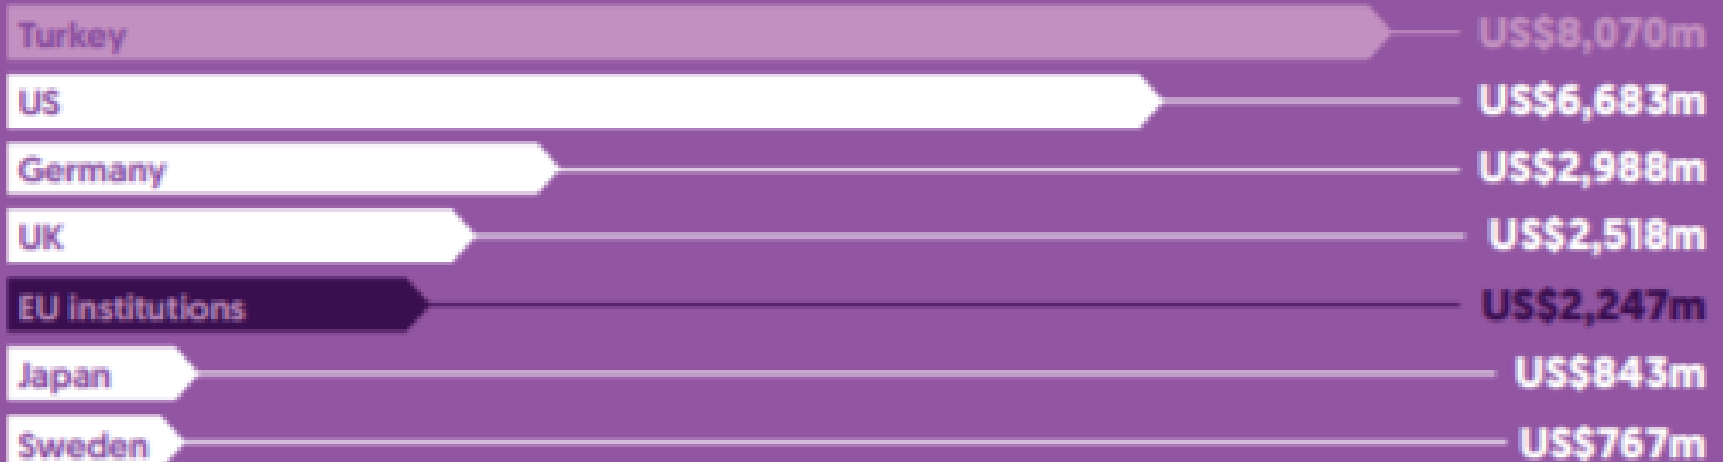 Turkey US$8,070m
US US$6,683m
Germany US$2,988m
UK US$2,518m
EU institutions US$2,247m
Japan US$843m
Sweden US$767m